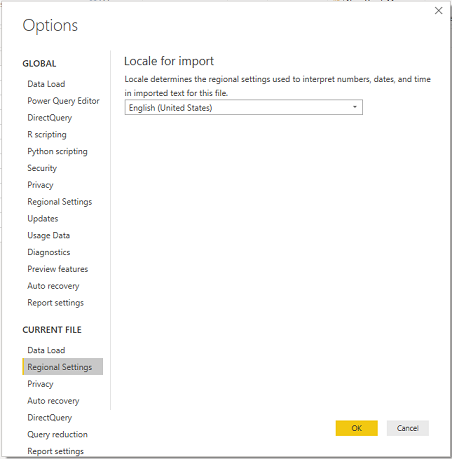 Options
GLOBAL
Data Load
Power Query Editor
DirectQuery
R scripting
Python scripting
Security
Privacy
Regional Settings
Updates
Usage Data
Diagnostics
Preview features
Auto recovery
Report settings
CURRENT FILE
Data Load
Regional Settings
Privacy
Auto recovery
DirectQuery
Query reduction
Report settings
Locale for import
Locale determines the regional settings used to interpret numbers, dates, and time
in imported text for this file.
English (United States)
OK
Cancel